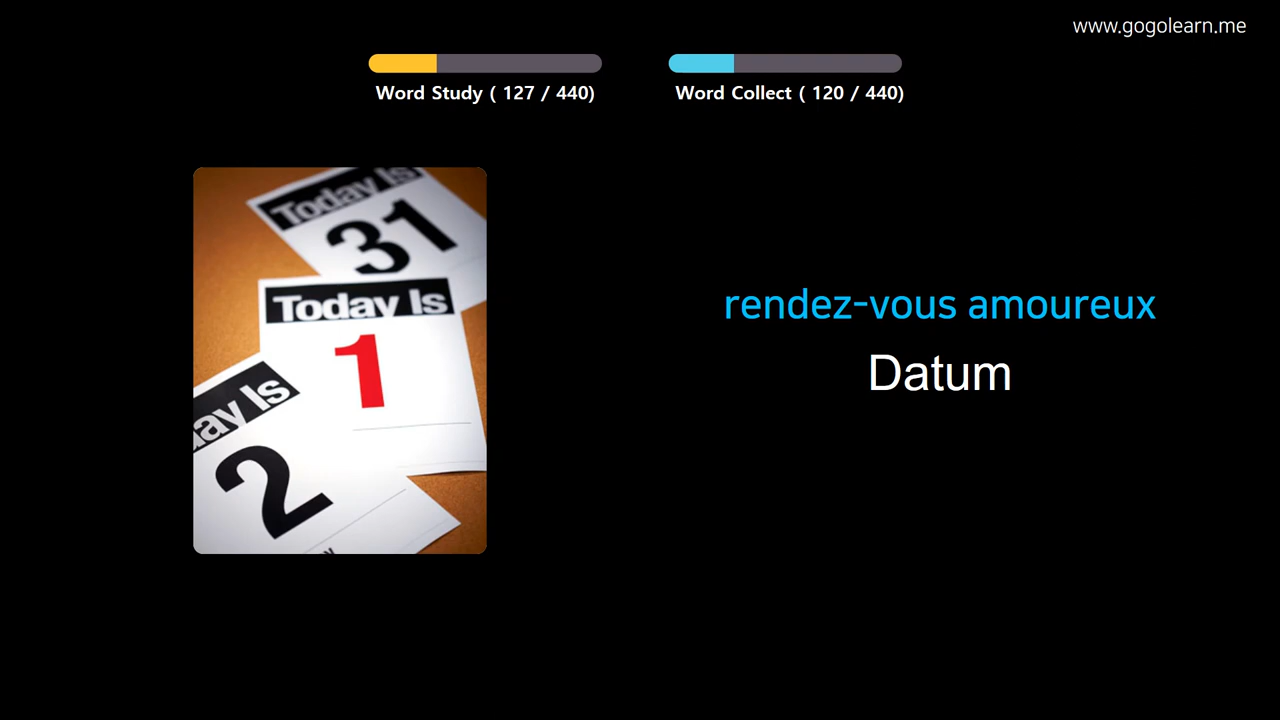 www.gogolearn.me
Word Study ( 127 / 440)
Word Collect ( 120 / 440)
Today Is
31
Today Is
1
day Is
2
rendez-vous amoureux
Datum